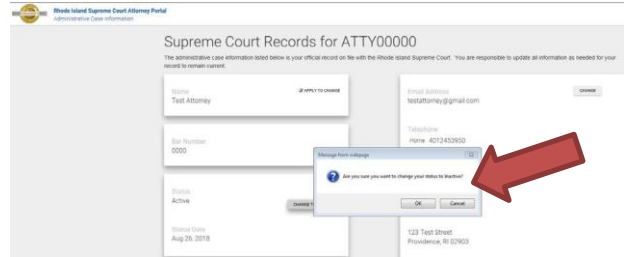 Rhode Island Supreme Court Attorney Portal
Administrative Case Information
Supreme Court Records for ATTY00000
The administrative case information listed below is your official record on file with the Rhode Island Supreme Court. You are responsible to update all information as needed for your
record to remain current.
Name
APPLY TO CHANGE
Test Attorney
Bar Number
0000
Status
Active
CHANGE
Status Date
Aug 26, 2018
Email Address
CHANGE
testattorney@gmail.com
Telephone
Home 4012453950
Message from webpage
Are you sure you want to change your status to Inactive?
OK
Cancel
123 Test Street
Providence, RI 02903